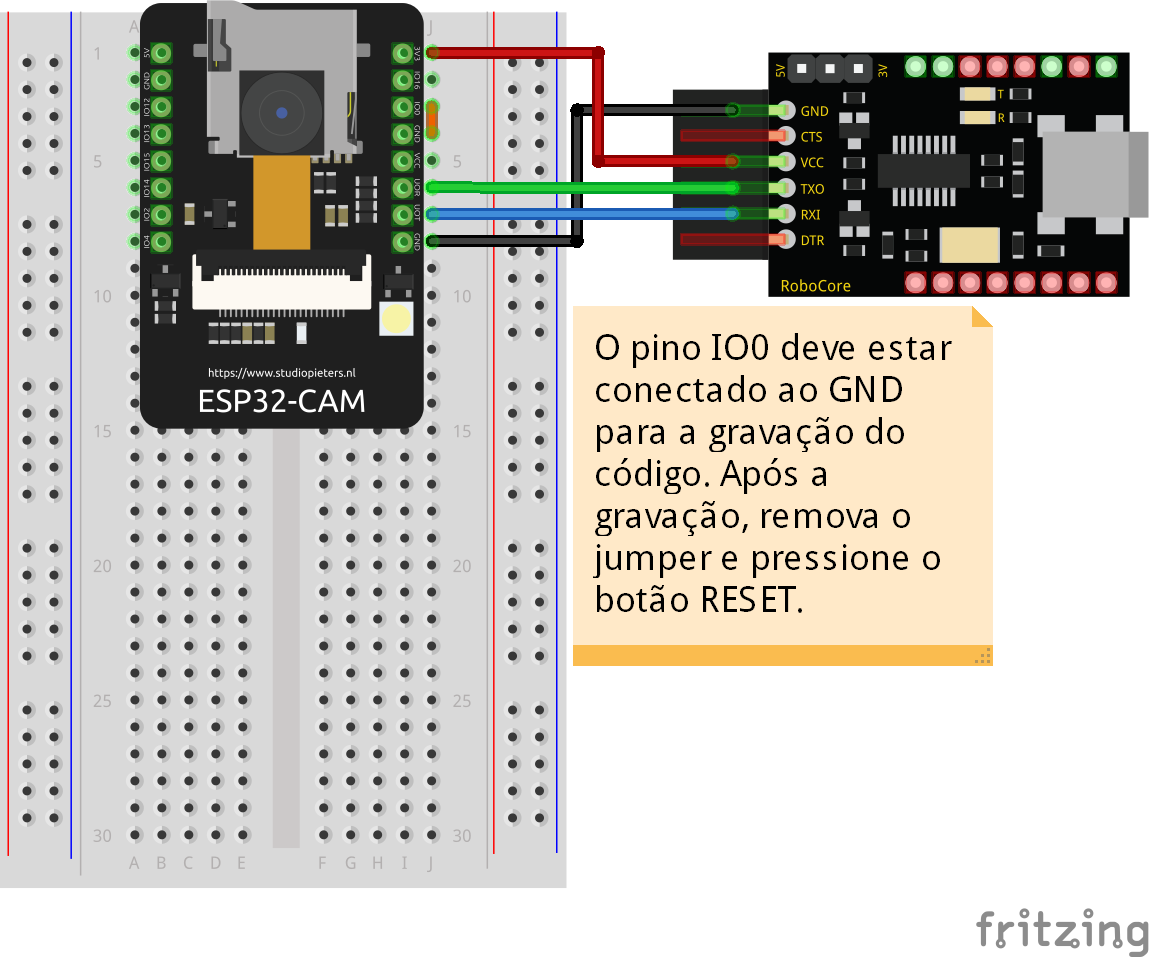 A
J
1
5V
GND
IO12
IO13
IO15
IO14
IO2
IO4
3V3
IO16
IO0
GND
VCC
UOR
UOT
GND
5
10
10
https://www.studiopieters.nl
ESP32-CAM
15
15
20
20
25
25
30
30
A B C D E F G H I J
5V
3V
GND
CTS
VCC
TXO
RXI
DTR
T
R
RoboCore
O pino IO0 deve estar
conectado ao GND
para a gravação do
código. Após a
gravação, remova o
jumper e pressione o
botão RESET.
5
fritzing